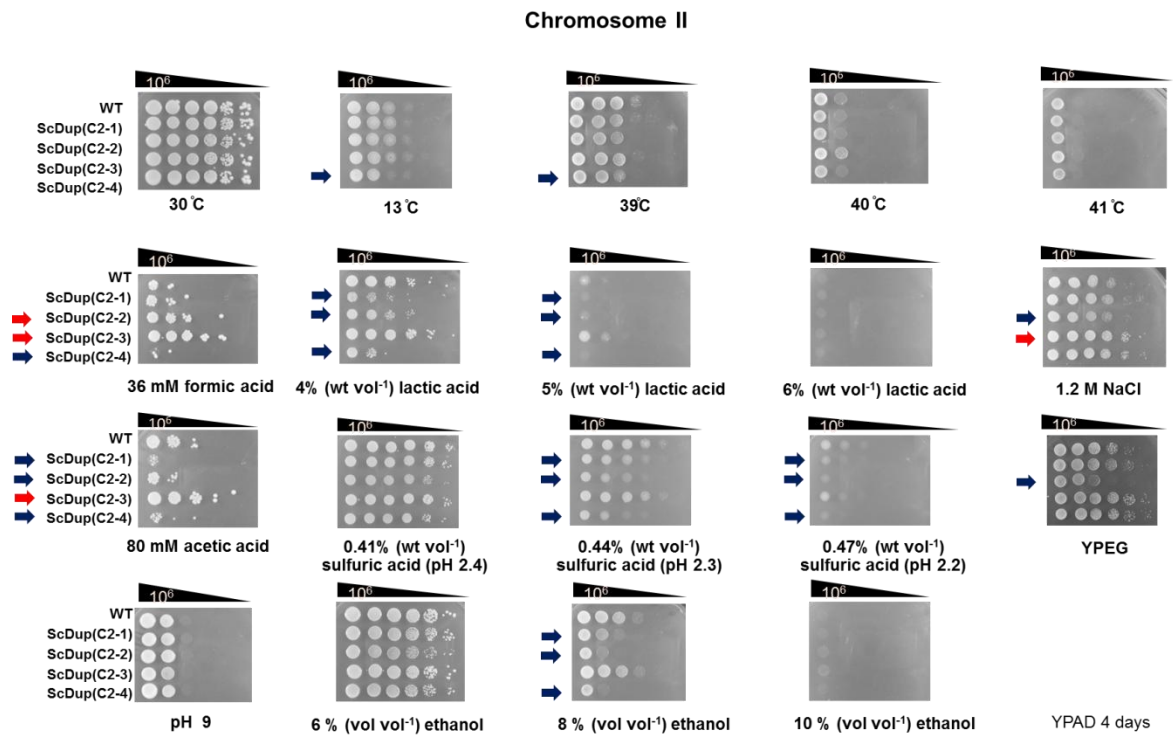 Chromosome II
10⁶ 10⁶ 10⁶ 10⁶ 10⁶
WT
ScDup(C2-1)
ScDup(C2-2)
ScDup(C2-3)
ScDup(C2-4)
30 °C 13 °C 39°C 40 °C 41 °C
10⁶ 10⁶ 10⁶ 10⁶ 10⁶
WT
ScDup(C2-1)
ScDup(C2-2)
ScDup(C2-3)
ScDup(C2-4)
36 mM formic acid 4% (wt vol⁻¹) lactic acid 5% (wt vol⁻¹) lactic acid 6% (wt vol⁻¹) lactic acid 1.2 M NaCl
10⁶ 10⁶ 10⁶ 10⁶ 10⁶
WT
ScDup(C2-1)
ScDup(C2-2)
ScDup(C2-3)
ScDup(C2-4)
80 mM acetic acid 0.41% (wt vol⁻¹) 0.44% (wt vol⁻¹) 0.47% (wt vol⁻¹) YPEG
sulfuric acid (pH 2.4) sulfuric acid (pH 2.3) sulfuric acid (pH 2.2)
10⁶ 10⁶ 10⁶ 10⁶
WT
ScDup(C2-1)
ScDup(C2-2)
ScDup(C2-3)
ScDup(C2-4)
pH 9 6 % (vol vol⁻¹) ethanol 8 % (vol vol⁻¹) ethanol 10 % (vol vol⁻¹) ethanol YPAD 4 days